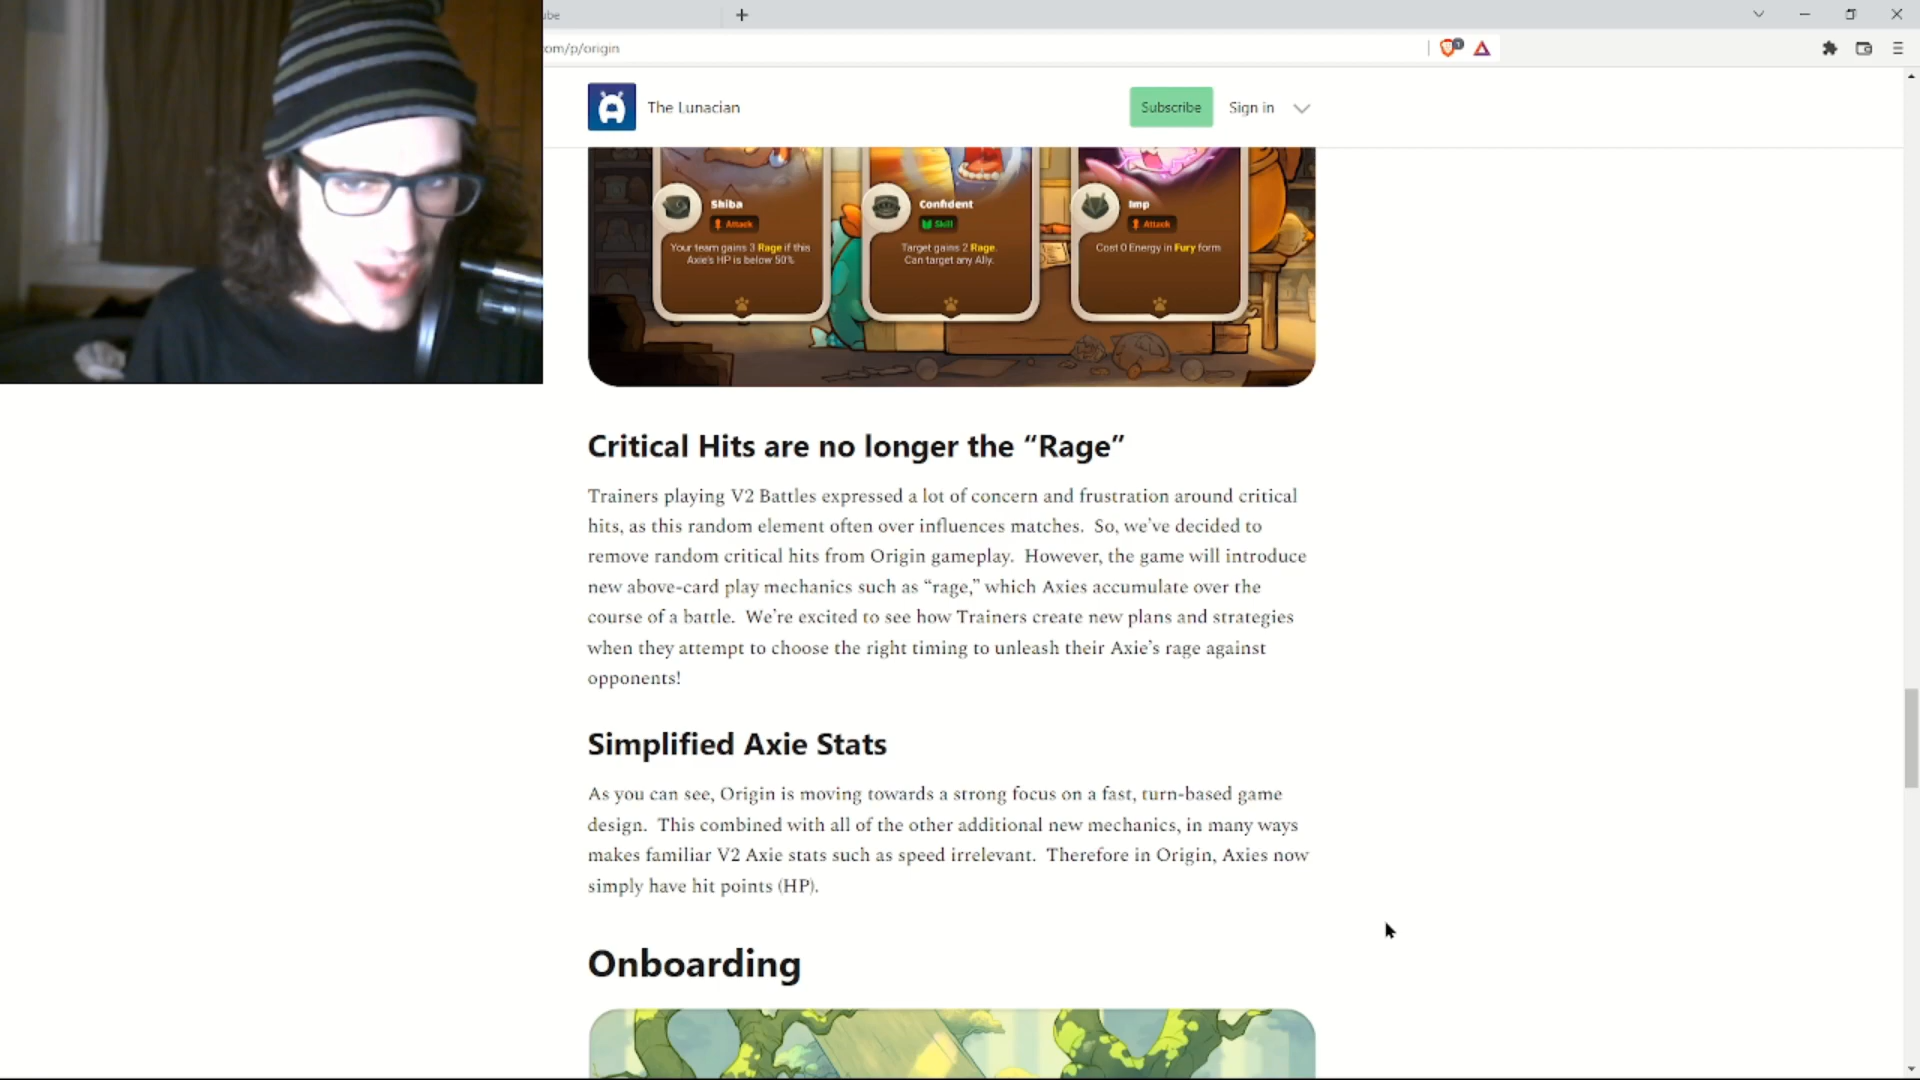 ube
om/p/origin
The Lunacian
Subscribe
Sign in
Shiba
Attack
Your team gains 3 Rage if this
Axie's HP is below 50%
Confident
Skill
Target gains 2 Rage.
Can target any Ally.
Imp
Attack
Cost 0 Energy in Fury form
Critical Hits are no longer the “Rage”
Trainers playing V2 Battles expressed a lot of concern and frustration around critical
hits, as this random element often over influences matches.  So, we’ve decided to
remove random critical hits from Origin gameplay.  However, the game will introduce
new above-card play mechanics such as “rage,” which Axies accumulate over the
course of a battle.  We’re excited to see how Trainers create new plans and strategies
when they attempt to choose the right timing to unleash their Axie’s rage against
opponents!
Simplified Axie Stats
As you can see, Origin is moving towards a strong focus on a fast, turn-based game
design.  This combined with all of the other additional new mechanics, in many ways
makes familiar V2 Axie stats such as speed irrelevant.  Therefore in Origin, Axies now
simply have hit points (HP).
Onboarding